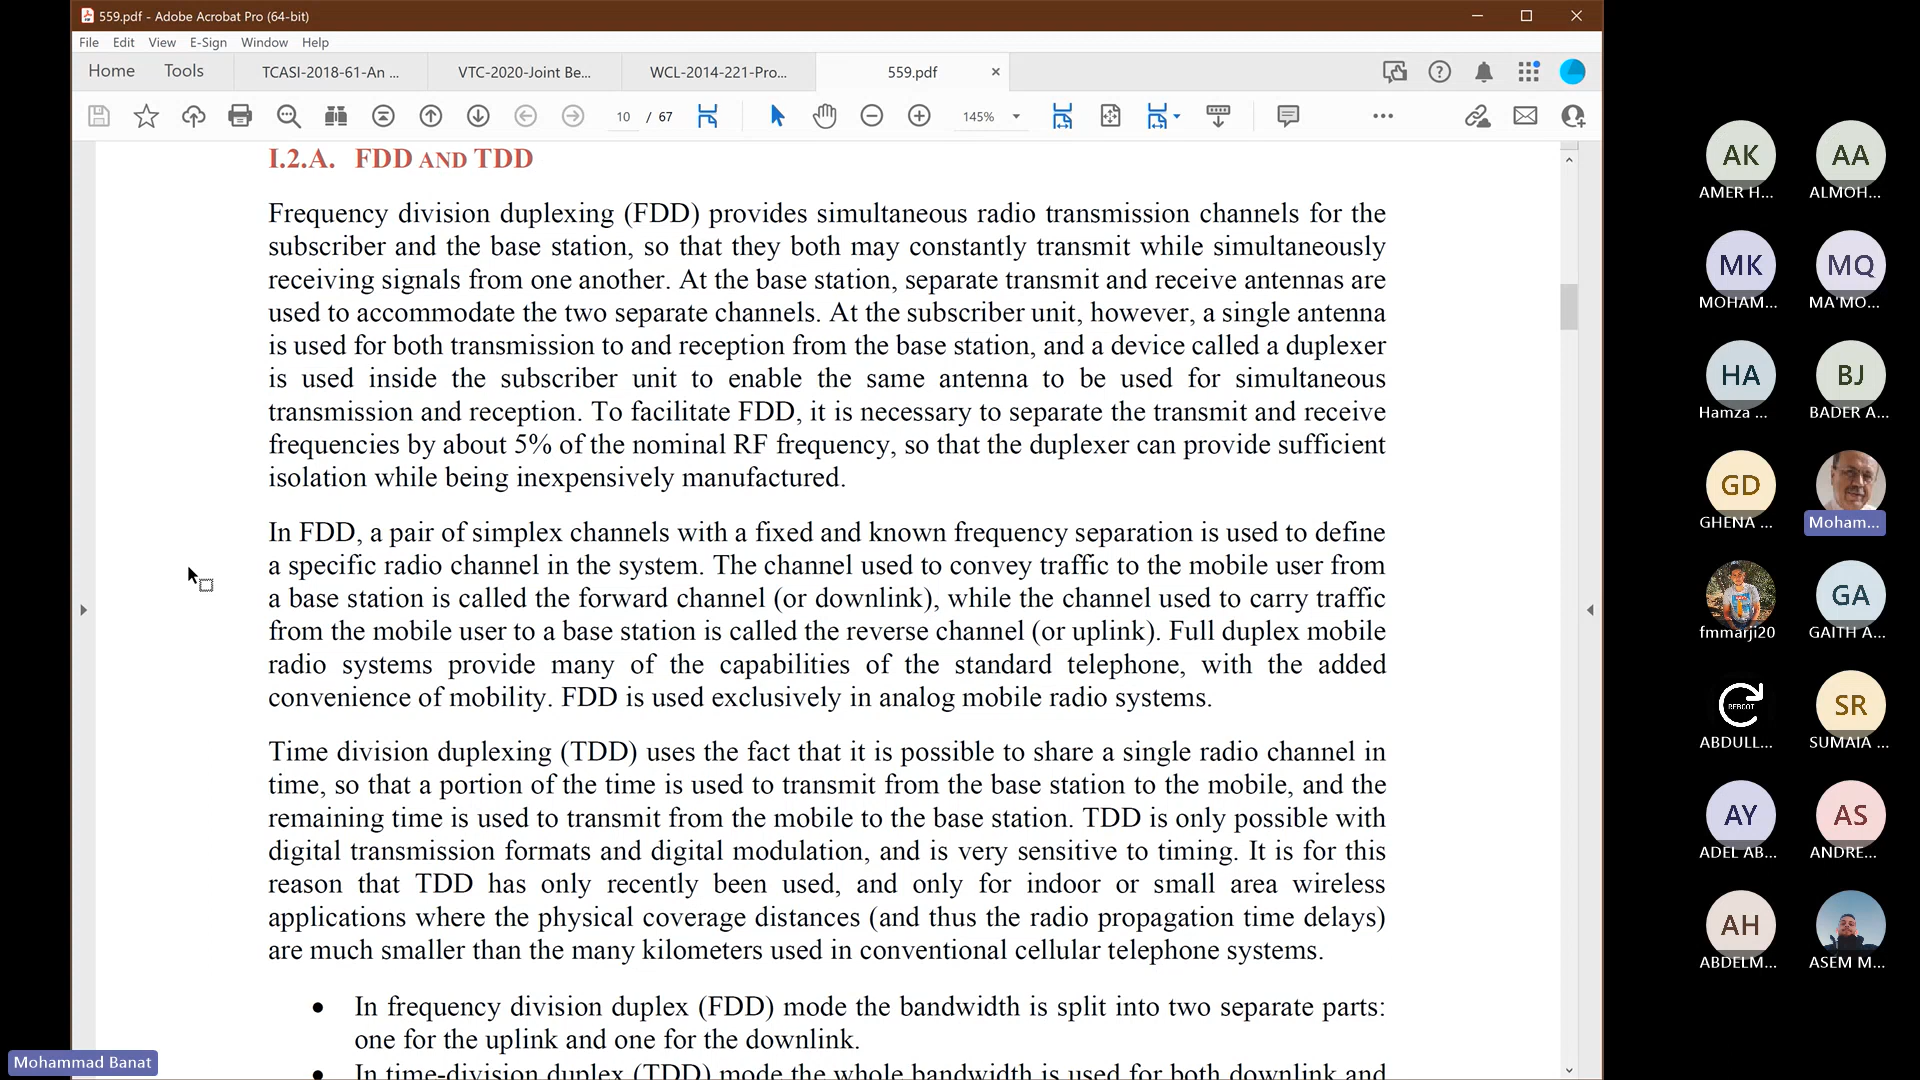 559.pdf - Adobe Acrobat Pro (64-bit)
File Edit View E-Sign Window Help
Home Tools TCASI-2018-61-An ... VTC-2020-Joint Be... WCL-2014-221-Pro... 559.pdf
10 / 67 145%
I.2.A. FDD AND TDD
Frequency division duplexing (FDD) provides simultaneous radio transmission channels for the
subscriber and the base station, so that they both may constantly transmit while simultaneously
receiving signals from one another. At the base station, separate transmit and receive antennas are
used to accommodate the two separate channels. At the subscriber unit, however, a single antenna
is used for both transmission to and reception from the base station, and a device called a duplexer
is used inside the subscriber unit to enable the same antenna to be used for simultaneous
transmission and reception. To facilitate FDD, it is necessary to separate the transmit and receive
frequencies by about 5% of the nominal RF frequency, so that the duplexer can provide sufficient
isolation while being inexpensively manufactured.
In FDD, a pair of simplex channels with a fixed and known frequency separation is used to define
a specific radio channel in the system. The channel used to convey traffic to the mobile user from
a base station is called the forward channel (or downlink), while the channel used to carry traffic
from the mobile user to a base station is called the reverse channel (or uplink). Full duplex mobile
radio systems provide many of the capabilities of the standard telephone, with the added
convenience of mobility. FDD is used exclusively in analog mobile radio systems.
Time division duplexing (TDD) uses the fact that it is possible to share a single radio channel in
time, so that a portion of the time is used to transmit from the base station to the mobile, and the
remaining time is used to transmit from the mobile to the base station. TDD is only possible with
digital transmission formats and digital modulation, and is very sensitive to timing. It is for this
reason that TDD has only recently been used, and only for indoor or small area wireless
applications where the physical coverage distances (and thus the radio propagation time delays)
are much smaller than the many kilometers used in conventional cellular telephone systems.
• In frequency division duplex (FDD) mode the bandwidth is split into two separate parts:
one for the uplink and one for the downlink.
• In time-division duplex (TDD) mode the whole bandwidth is used for both downlink and
Mohammad Banat
AK AA
AMER H... ALMOH...
MK MQ
MOHAM... MA'MO...
HA BJ
Hamza ... BADER A...
GD
GHENA ... Moham...
GA
fmmarji20 GAITH A...
REBOOT SR
ABDULL... SUMAIA ...
AY AS
ADEL AB... ANDRE...
AH
ABDELM... ASEM M...